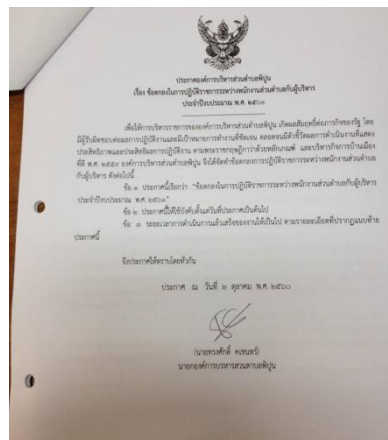 ประกาศองค์การบริหารส่วนตำบลพิปูน
เรื่อง ข้อตกลงในการปฏิบัติราชการระหว่างพนักงานส่วนตำบลกับผู้บริหาร
ประจำปีงบประมาณ พ.ศ. ๒๕๖๑
เพื่อให้การบริหารราชการขององค์การบริหารส่วนตำบลพิปูน เกิดผลสัมฤทธิ์ต่อภารกิจของรัฐ โดย
มีผู้รับผิดชอบต่อผลการปฏิบัติงานและมีเป้าหมายการทำงานที่ชัดเจน ตลอดจนมีตัวชี้วัดผลการดำเนินงานที่แสดง
ประสิทธิภาพและประสิทธิผลการปฏิบัติงาน ตามพระราชกฤษฎีกาว่าด้วยหลักเกณฑ์ และบริหารกิจการบ้านเมือง
ที่ดี พ.ศ. ๒๕๔๖ องค์การบริหารส่วนตำบลพิปูน จึงได้จัดทำข้อตกลงการปฏิบัติราชการระหว่างพนักงานส่วนตำบล
กับผู้บริหาร ดังต่อไปนี้
ข้อ ๑ ประกาศนี้เรียกว่า "ข้อตกลงในการปฏิบัติราชการระหว่างพนักงานส่วนตำบลกับผู้บริหาร
ประจำปีงบประมาณ พ.ศ. ๒๕๖๑"
ข้อ ๒ ประกาศนี้ให้ใช้บังคับตั้งแต่วันที่ประกาศเป็นต้นไป
ข้อ ๓ ระยะเวลาการดำเนินการแล้วเสร็จของงานให้เป็นไป ตามรายละเอียดที่ปรากฏแนบท้าย
ประกาศนี้
จึงประกาศให้ทราบโดยทั่วกัน
ประกาศ ณ วันที่ ๒ ตุลาคม พ.ศ. ๒๕๖๐
(นายทรงศักดิ์ คเชนทร์)
นายกองค์การบริหารส่วนตำบลพิปูน